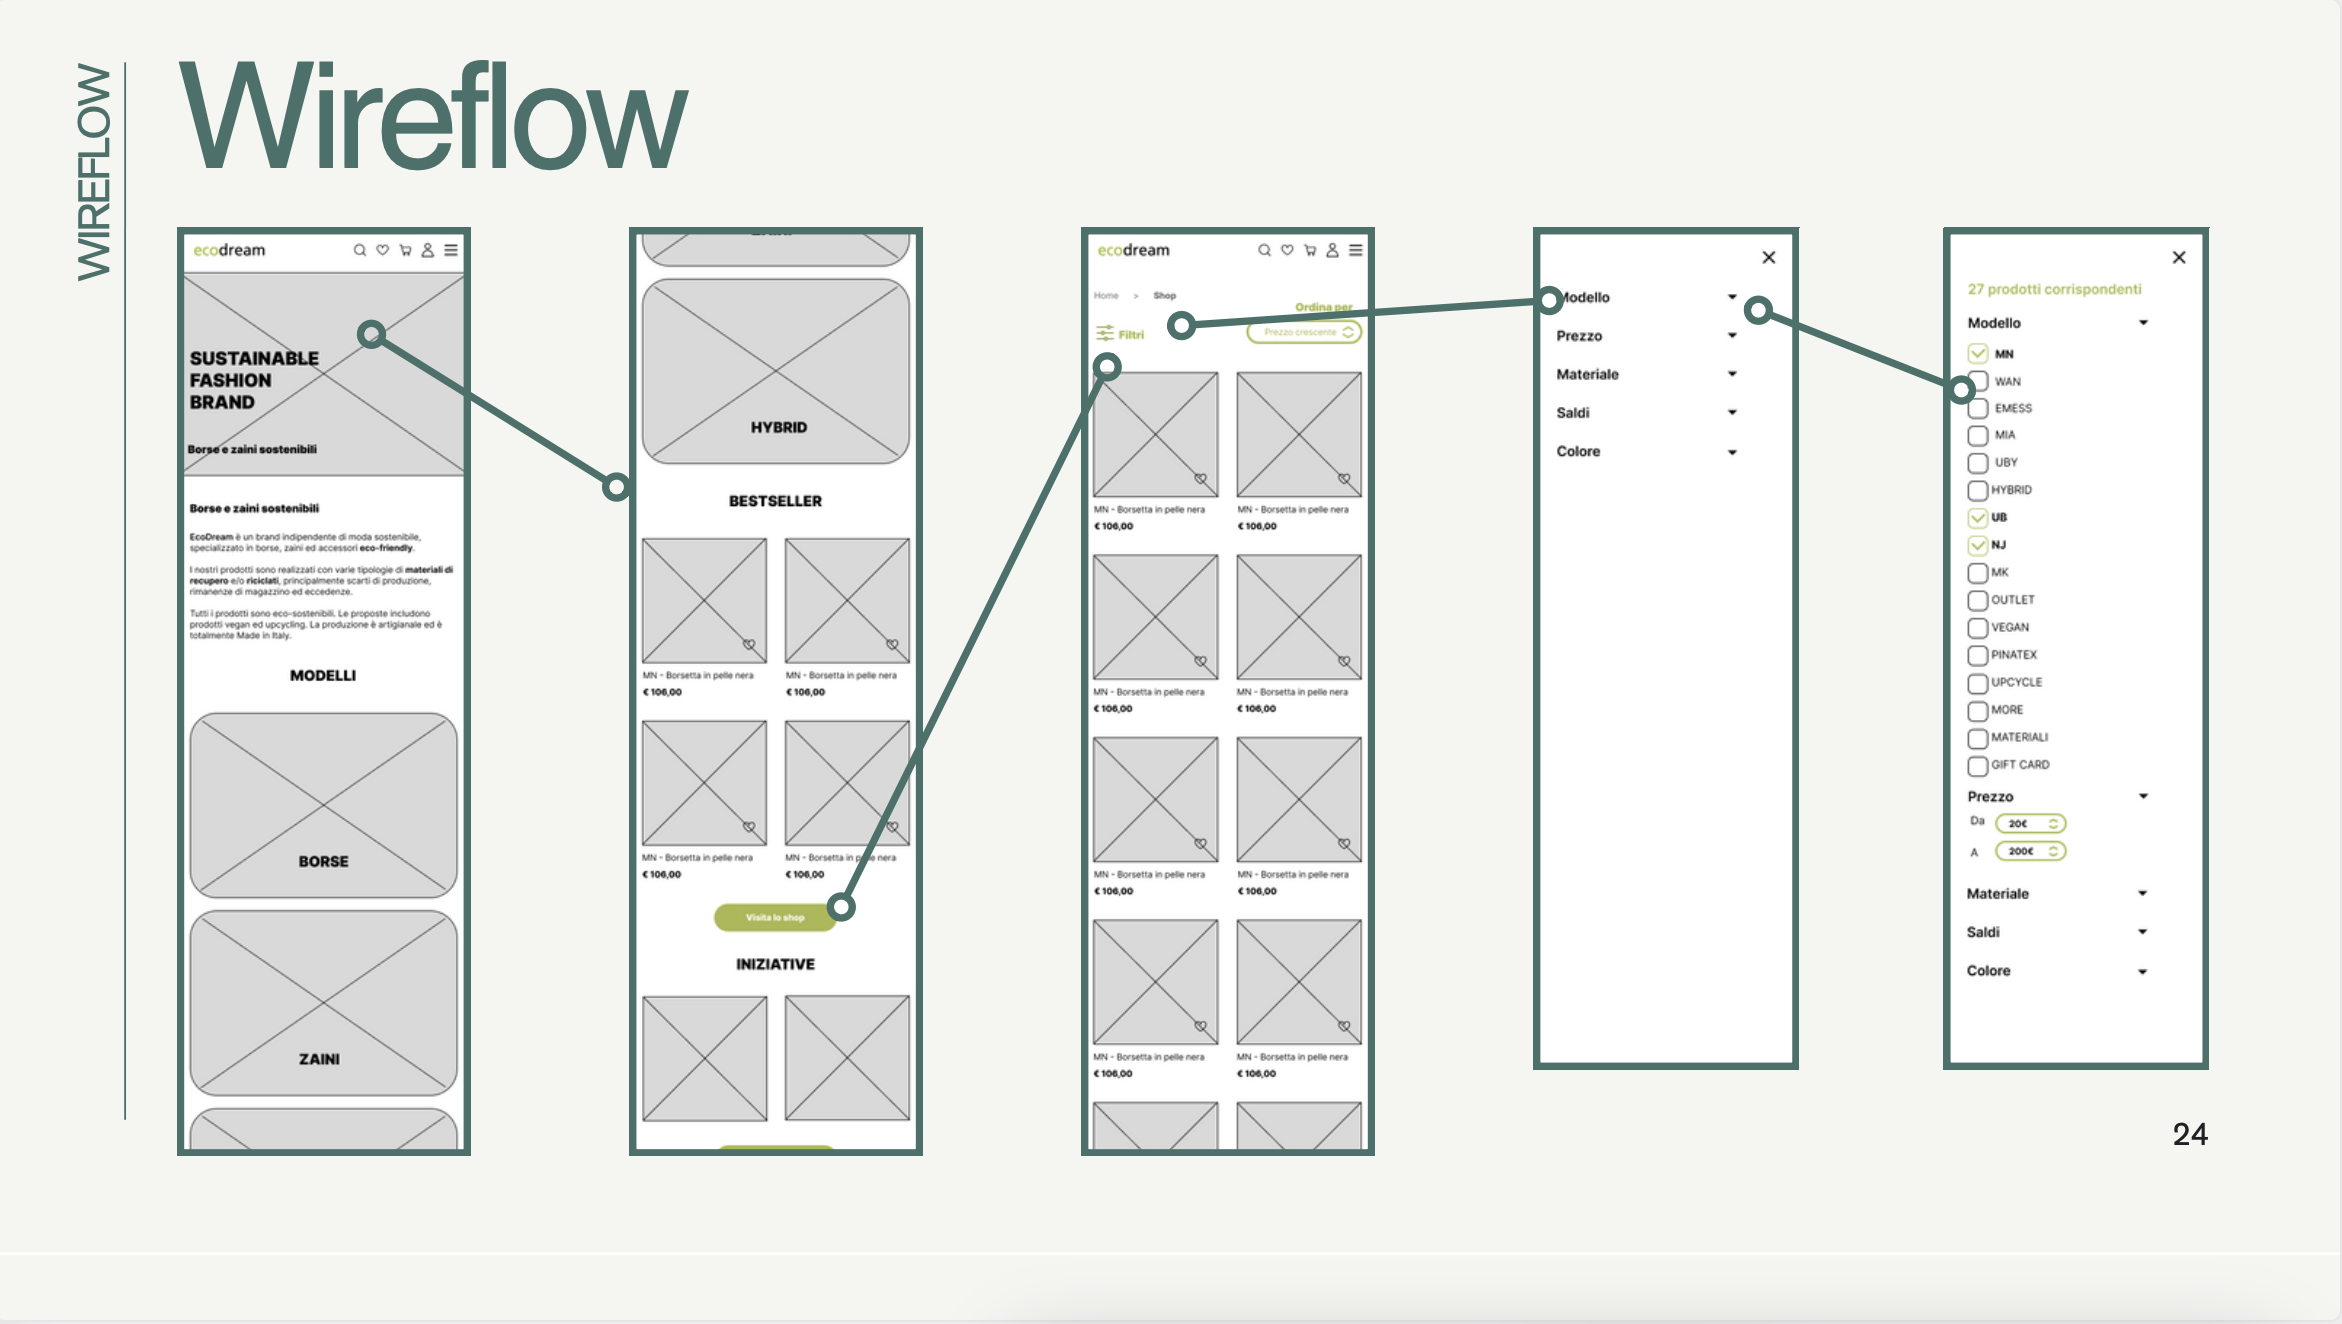 WIREFLOW
Wireflow
ecodream
SUSTAINABLE
FASHION
BRAND
Borse e zaini sostenibili
Borse e zaini sostenibili
EcoDream è un brand indipendente di moda sostenibile,
specializzato in borse, zaini ed accessori eco-friendly.
I nostri prodotti sono realizzati con varie tipologie di materiali di
recupero e/o riciclati, principalmente scarti di produzione,
rimanenze di magazzino ed eccedenze.
Tutti i prodotti sono eco-sostenibili. Le proposte includono
prodotti vegan ed upcycling. La produzione è artigianale ed è
totalmente Made in Italy.
MODELLI
BORSE
ZAINI
HYBRID
BESTSELLER
MN - Borsetta in pelle nera
€ 106,00
MN - Borsetta in pelle nera
€ 106,00
MN - Borsetta in pelle nera
€ 106,00
MN - Borsetta in pelle nera
€ 106,00
Visita lo shop
INIZIATIVE
ecodream
Home > Shop
Ordina per
Filtri
Prezzo crescente
MN - Borsetta in pelle nera
€ 106,00
MN - Borsetta in pelle nera
€ 106,00
MN - Borsetta in pelle nera
€ 106,00
MN - Borsetta in pelle nera
€ 106,00
MN - Borsetta in pelle nera
€ 106,00
MN - Borsetta in pelle nera
€ 106,00
MN - Borsetta in pelle nera
€ 106,00
MN - Borsetta in pelle nera
€ 106,00
Modello
Prezzo
Materiale
Saldi
Colore
27 prodotti corrispondenti
Modello
MN
WAN
EMESS
MIA
UBY
HYBRID
UB
NJ
MK
OUTLET
VEGAN
PINATEX
UPCYCLE
MORE
MATERIALI
GIFT CARD
Prezzo
Da 20€
A 200€
Materiale
Saldi
Colore
24